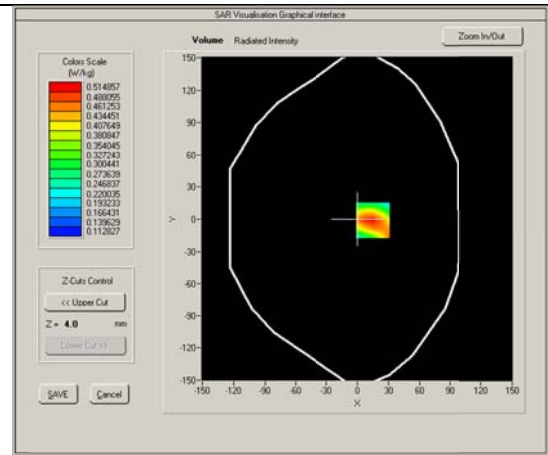 SAR Visualisation Graphical Interface
Volume Radiated Intensity
Zoom In/Out
Colors Scale
(W/kg)
0.514857
0.488055
0.461253
0.434451
0.407649
0.380847
0.354045
0.327243
0.300441
0.273639
0.246837
0.220035
0.193233
0.166431
0.139629
0.112827
Z-Cuts Control
<< Upper Cut
Z = 4.0 mm
Lower Cut >>
SAVE
Cancel
150
120
90
60
30
0
-30
-60
-90
-120
-150
Y
-150 -120 -90 -60 -30 0 30 60 90 120 150
X